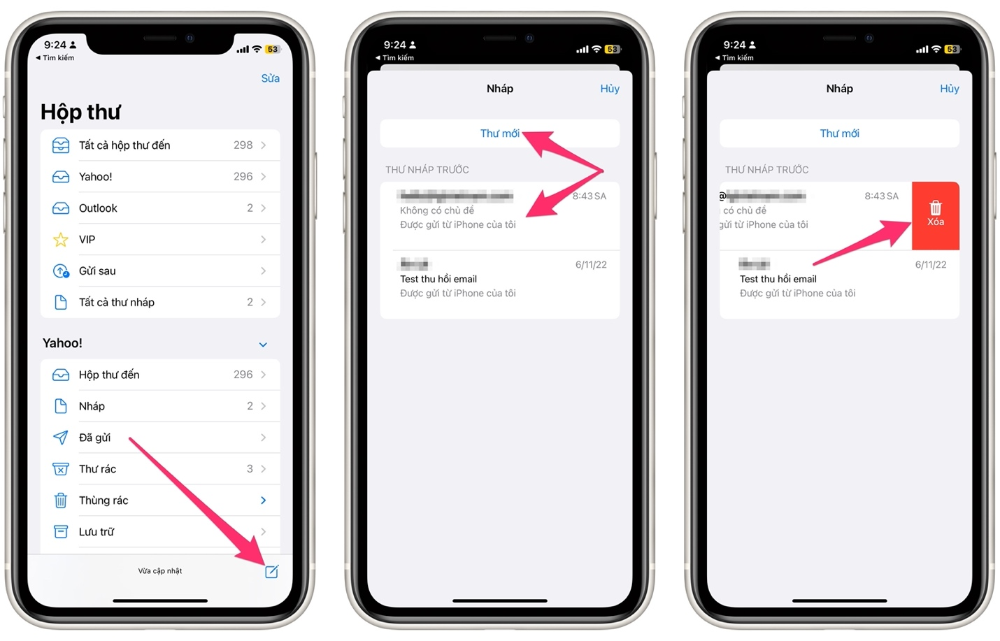 9:24
53
◀ Tìm kiếm
Sửa
Hộp thư
Tất cả hộp thư đến 298
Yahoo! 296
Outlook 2
VIP
Gửi sau
Tất cả thư nháp 2
Yahoo!
Hộp thư đến 296
Nháp 2
Đã gửi
Thư rác 3
Thùng rác
Lưu trữ
Vừa cập nhật
9:24
53
◀ Tìm kiếm
Nháp Hủy
Thư mới
THƯ NHÁP TRƯỚC
8:43 SA
Không có chủ đề
Được gửi từ iPhone của tôi
6/11/22
Test thu hồi email
Được gửi từ iPhone của tôi
9:24
53
◀ Tìm kiếm
Nháp Hủy
Thư mới
THƯ NHÁP TRƯỚC
@
8:43 SA
có chủ đề
gửi từ iPhone của tôi
Xóa
6/11/22
Test thu hồi email
Được gửi từ iPhone của tôi